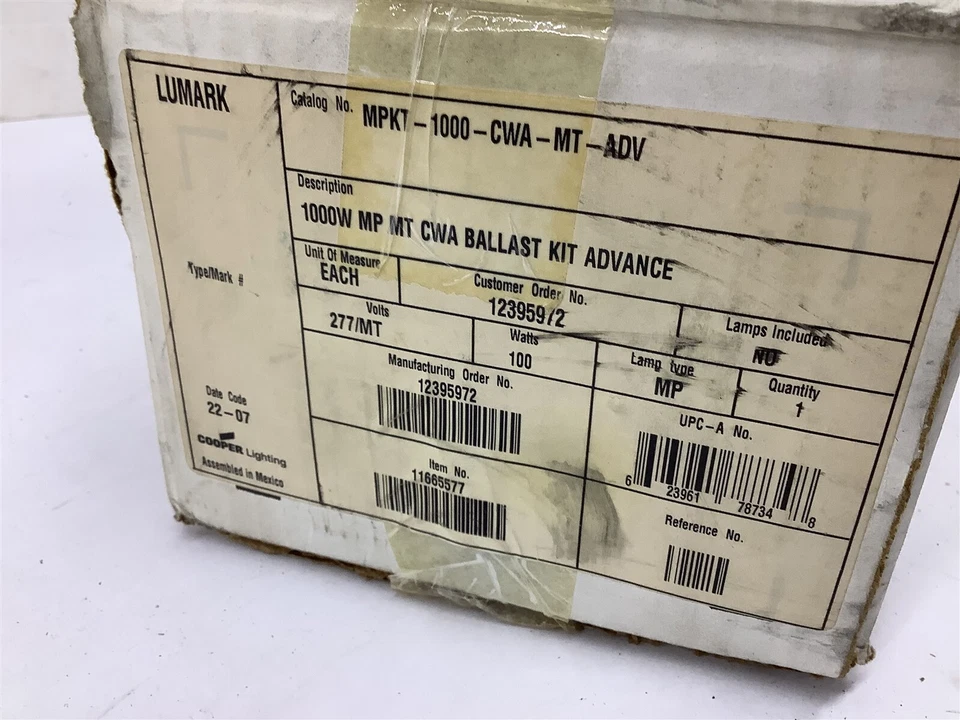 LUMARK
Catalog No. MPKT-1000-CWA-MT-ADV
Description
1000W MP MT CWA BALLAST KIT ADVANCE
Unit Of Measure
EACH
Customer Order No.
12395972
Lamps Included
NO
Type/Mark #
Volts
277/MT
Watts
100
Lamp type
MP
Quantity
1
Manufacturing Order No.
12395972
UPC-A No.
6 23961 78734 8
Date Code
22-07
COOPER Lighting
Assembled in Mexico
Item No.
11665577
Reference No.